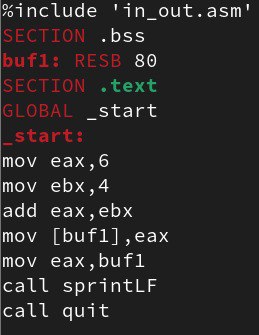 %include 'in_out.asm'
SECTION .bss
buf1: RESB 80
SECTION .text
GLOBAL _start
_start:
mov eax,6
mov ebx,4
add eax,ebx
mov [buf1],eax
mov eax,buf1
call sprintLF
call quit